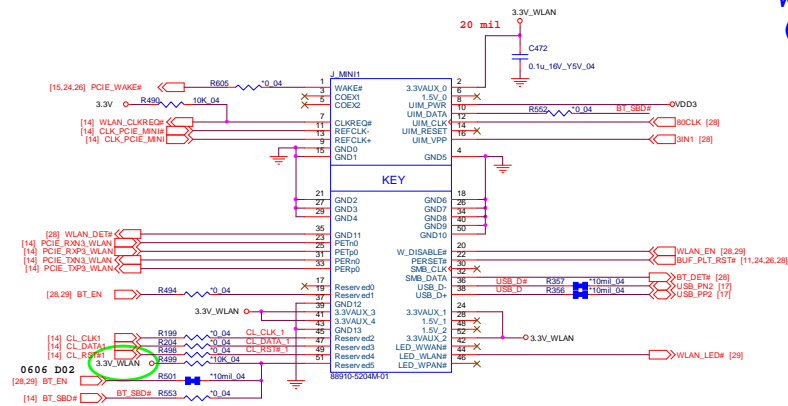 W
3.3V_WLAN
20 mil
C472
0.1u_16V_Y5V_04
J_MINI1
[15,24,26] PCIE_WAKE# R605 *0_04 1 WAKE# 3.3VAUX_0 2
3 COEX1 1.5V_0 6
3.3V R490 10K_04 5 COEX2 UIM_PWR 8 VDD3
UIM_DATA 10 R552 *0_04 BT_SBD#
[14] WLAN_CLKREQ# 7 CLKREQ# UIM_CLK 12 80CLK [28]
[14] CLK_PCIE_MINI# 11 REFCLK- UIM_RESET 14
[14] CLK_PCIE_MINI 13 REFCLK+ UIM_VPP 16 3IN1 [28]
9 GND0
15 GND1 GND5 4
KEY
21 GND2 GND6 18
27 GND3 GND7 26
29 GND4 GND8 34
GND9 40
[28] WLAN_DET# 35 GND11 GND10 50
[14] PCIE_RXN3_WLAN 23 PETn0
[14] PCIE_RXP3_WLAN 25 PETp0 W_DISABLE# 20 WLAN_EN [28,29]
[14] PCIE_TXN3_WLAN 31 PERn0 PERSET# 22 BUF_PLT_RST# [11,24,26,28]
[14] PCIE_TXP3_WLAN 33 PERp0 SMB_CLK 30
SMB_DATA 32 BT_DET# [28]
17 Reserved0 USB_D- 36 USB_D# R357 *10mil_04 USB_PN2 [17]
[28,29] BT_EN R494 *0_04 19 Reserved1 USB_D+ 38 USB_D R356 *10mil_04 USB_PP2 [17]
37 GND12
3.3V_WLAN 39 3.3VAUX_3 3.3VAUX_1 24
41 3.3VAUX_4 1.5V_1 28
43 GND13 1.5V_2 48
[14] CL_CLK1 R199 *0_04 CL_CLK_1 45 Reserved2 3.3VAUX_2 52 3.3V_WLAN
[14] CL_DATA1 R204 *0_04 CL_DATA_1 47 Reserved3 LED_WWAN# 42
[14] CL_RST#1 R498 *0_04 CL_RST#_1 49 Reserved4 LED_WLAN# 44 WLAN_LED# [29]
3.3V_WLAN R499 *10K_04 51 Reserved5 LED_WPAN# 46
0606 D02
[28,29] BT_EN R501 *10mil_04 88910-5204M-01
[14] BT_SBD# BT_SBD# R553 *0_04